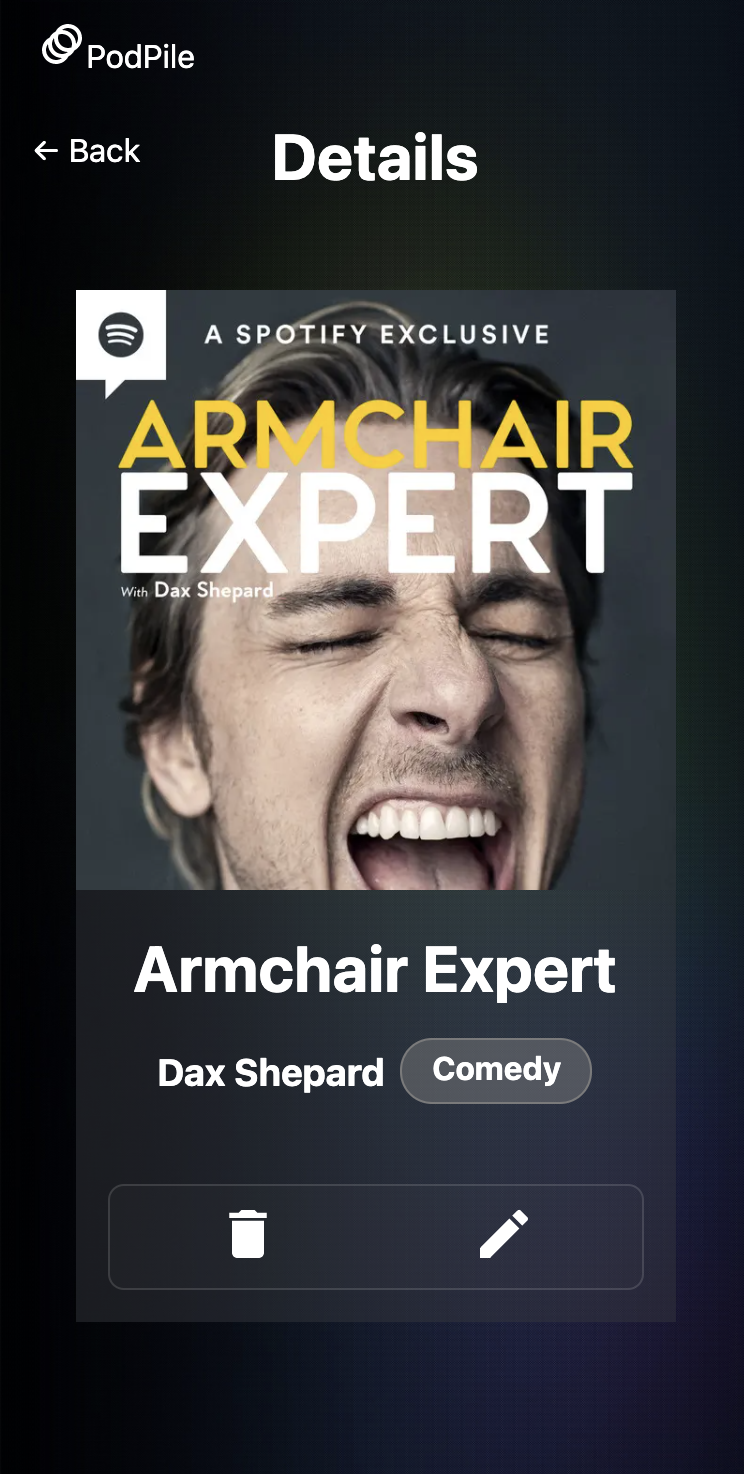 PodPile
← Back
Details
A SPOTIFY EXCLUSIVE
ARMCHAIR
EXPERT
With Dax Shepard
Armchair Expert
Dax Shepard
Comedy